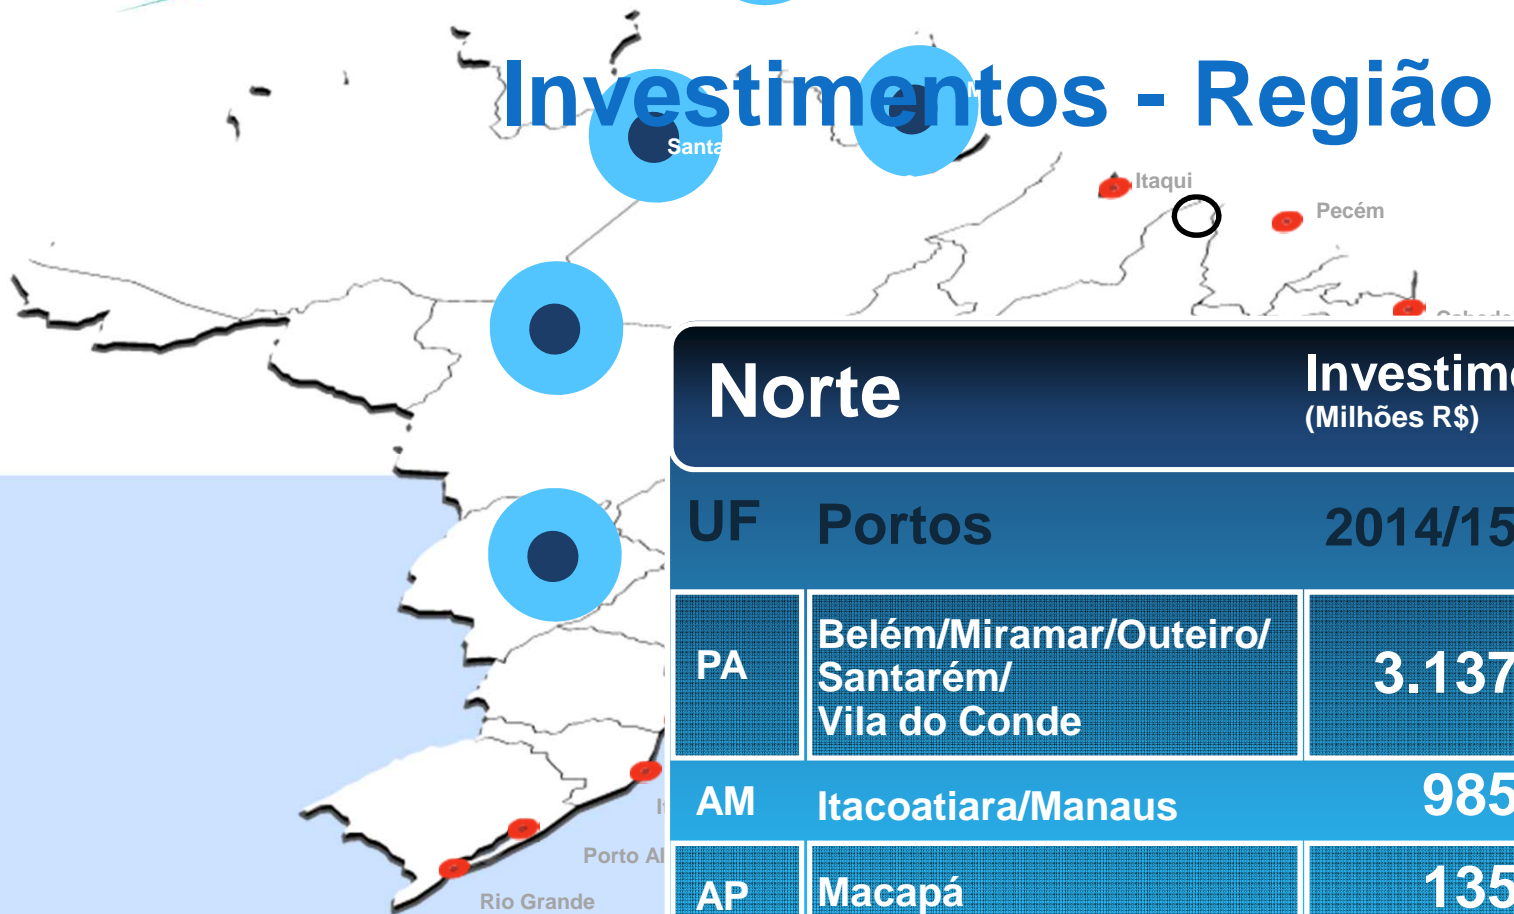 Investimentos - Região
Santa
Itaqui
Pecém
Norte
Investim
(Milhões R$)
UF Portos 2014/15
PA
Belém/Miramar/Outeiro/
Santarém/
Vila do Conde
3.137
AM Itacoatiara/Manaus 985
AP Macapá 135
Porto Al
Rio Grande